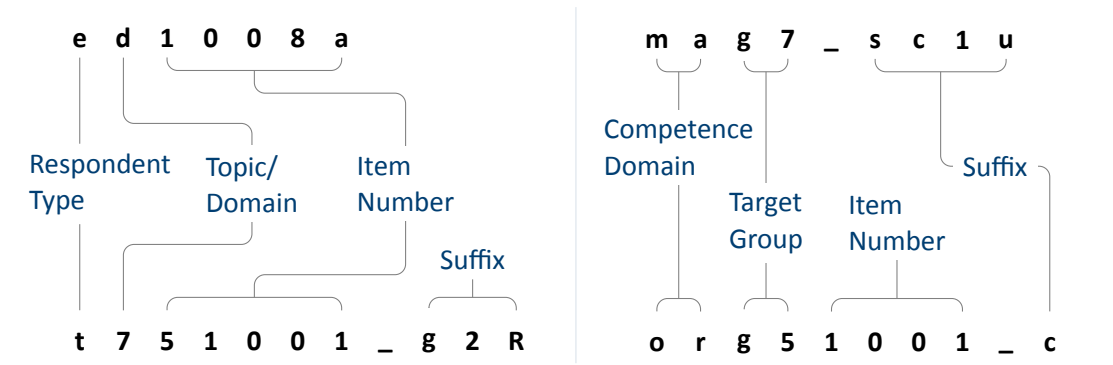 e d 1 0 0 8 a
Respondent Type
Topic/ Domain
Item Number
Suffix
t 7 5 1 0 0 1 _ g 2 R
m a g 7 _ s c 1 u
Competence Domain
Suffix
Target Group
Item Number
o r g 5 1 0 0 1 _ c